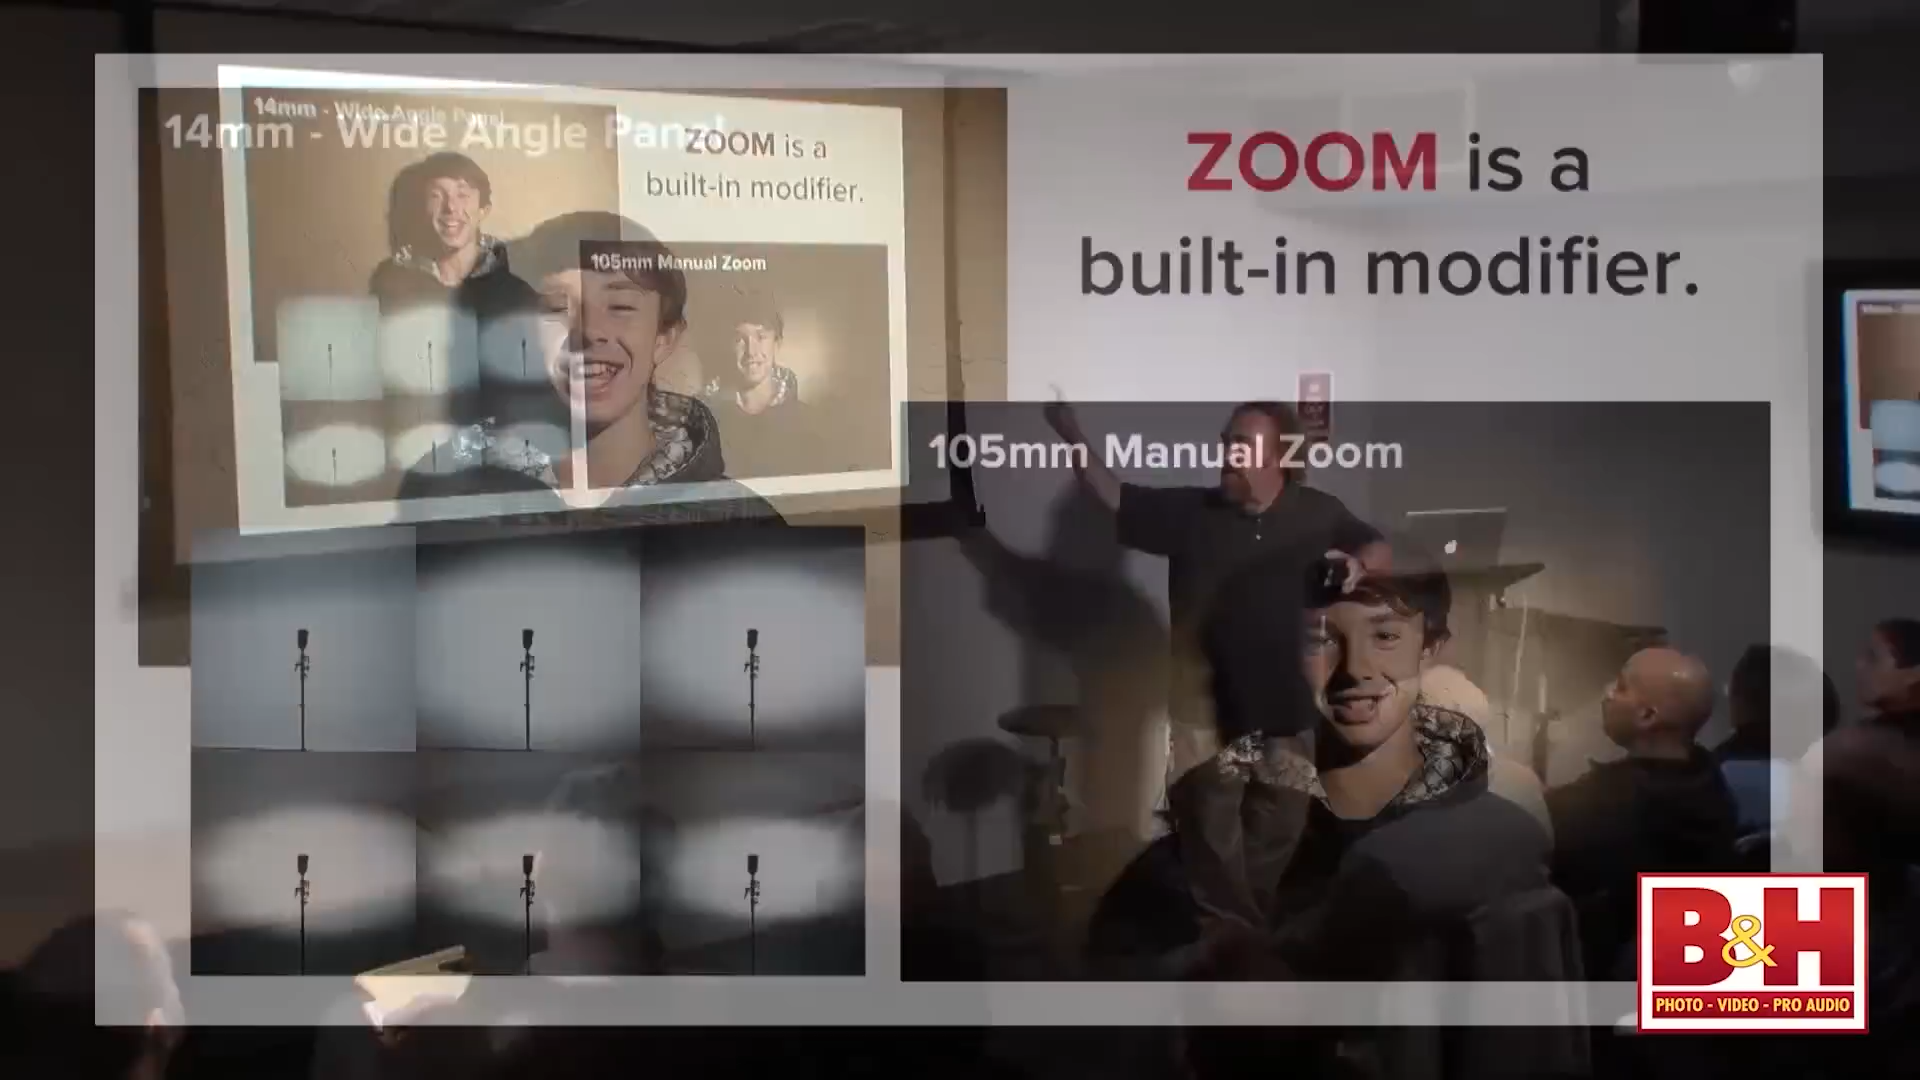 14mm - Wide Angle Panel
14mm - Wide Angle Panel
ZOOM is a
built-in modifier.
105mm Manual Zoom
ZOOM is a
built-in modifier.
105mm Manual Zoom
B&H
PHOTO - VIDEO - PRO AUDIO